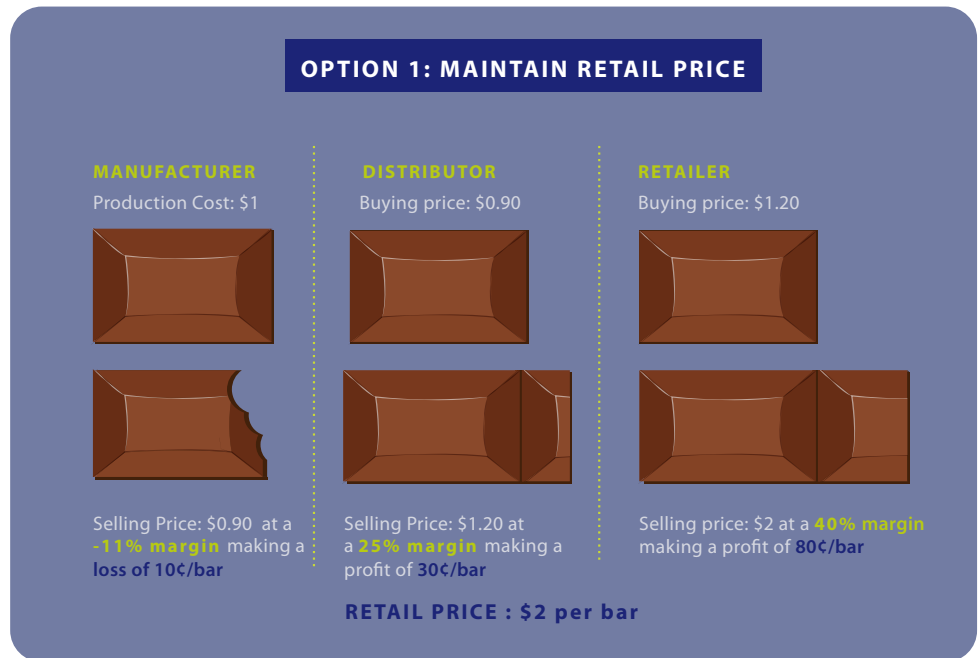 OPTION 1: MAINTAIN RETAIL PRICE
MANUFACTURER
Production Cost: $1
Selling Price: $0.90 at a
-11% margin making a
loss of 10¢/bar
DISTRIBUTOR
Buying price: $0.90
Selling Price: $1.20 at
a 25% margin making a
profit of 30¢/bar
RETAILER
Buying price: $1.20
Selling price: $2 at a 40% margin
making a profit of 80¢/bar
RETAIL PRICE : $2 per bar